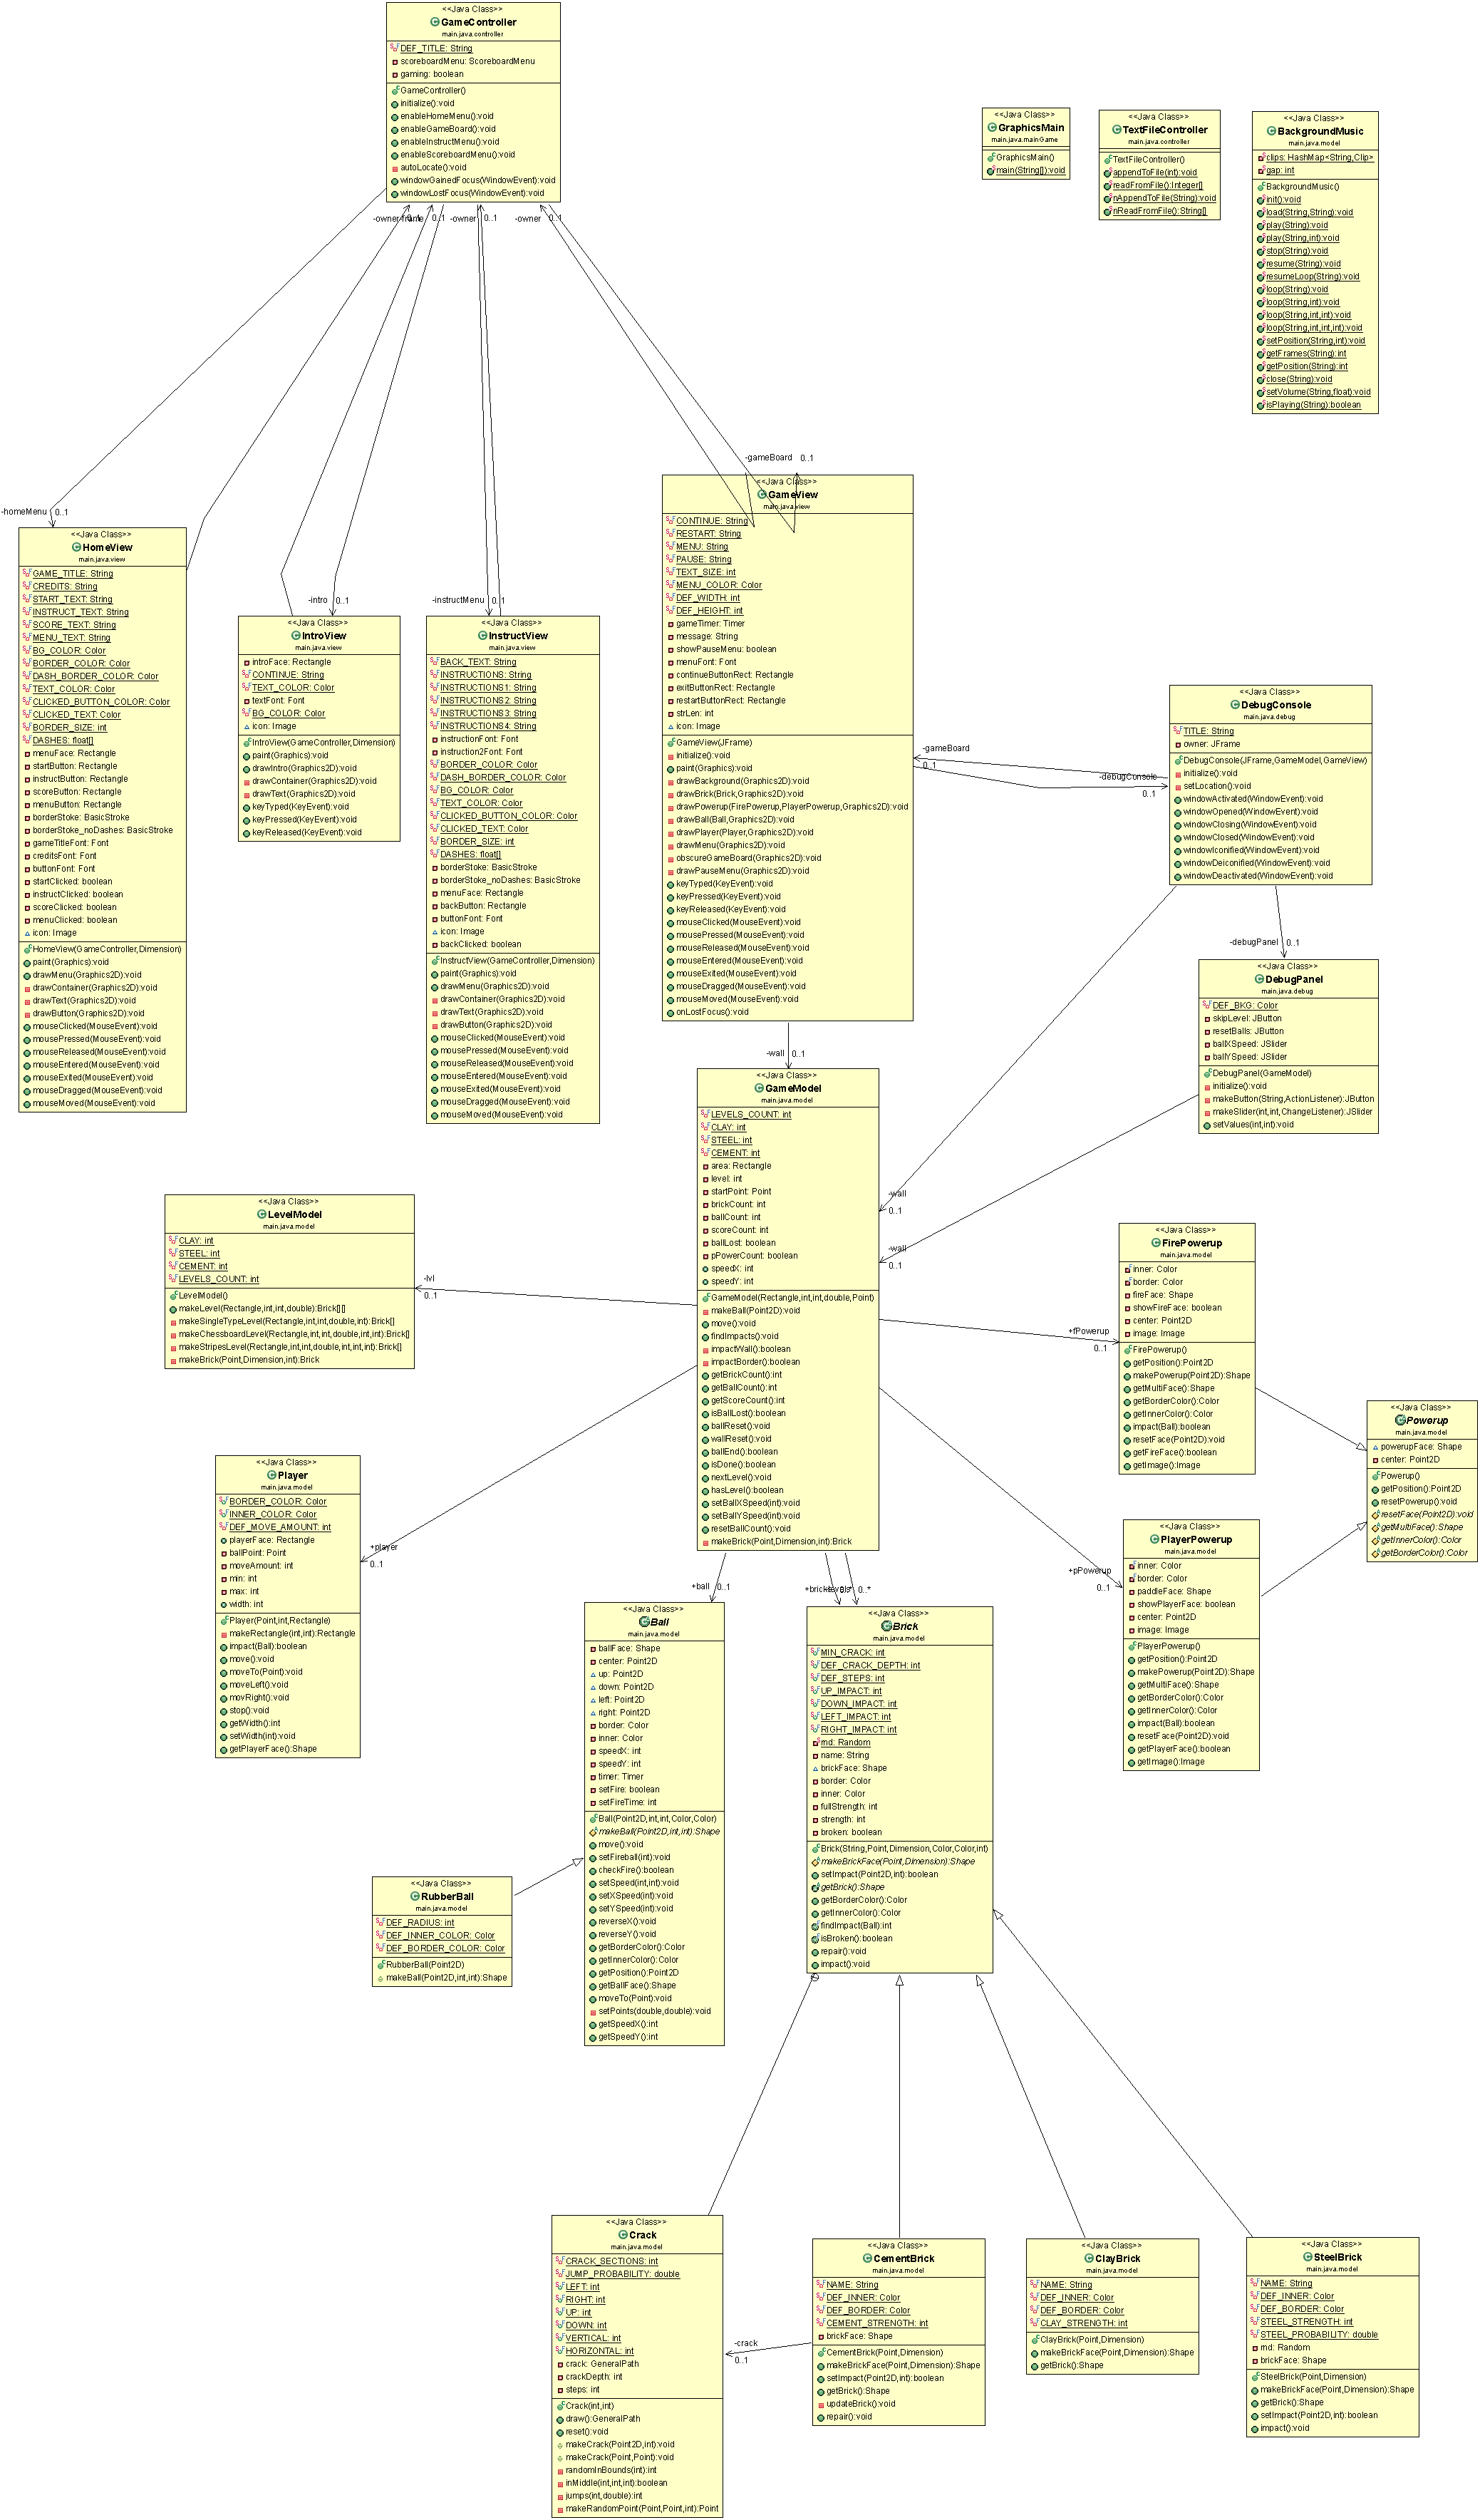 <<Java Class>>
GameController
main.java.controller
DEF_TITLE: String
scoreboardMenu: ScoreboardMenu
gaming: boolean
GameController()
initialize():void
enableHomeMenu():void
enableGameBoard():void
enableInstructMenu():void
enableScoreboardMenu():void
autoLocate():void
windowGainedFocus(WindowEvent):void
windowLostFocus(WindowEvent):void
<<Java Class>>
GraphicsMain
main.java.mainGame
GraphicsMain()
main(String[]):void
<<Java Class>>
TextFileController
main.java.controller
TextFileController()
appendToFile(int):void
readFromFile():Integer[]
nAppendToFile(String):void
nReadFromFile():String[]
<<Java Class>>
BackgroundMusic
main.java.model
clips: HashMap<String,Clip>
gap: int
BackgroundMusic()
init():void
load(String,String):void
play(String):void
play(String,int):void
stop(String):void
resume(String):void
resumeLoop(String):void
loop(String):void
loop(String,int):void
loop(String,int,int):void
loop(String,int,int,int):void
setPosition(String,int):void
getFrames(String):int
getPosition(String):int
close(String):void
setVolume(String,float):void
isPlaying(String):boolean
-owner
0..1
-owner
0..1
-owner
0..1
-homeMenu
0..1
-intro
0..1
-instructMenu
0..1
-gameBoard
0..1
<<Java Class>>
HomeView
main.java.view
GAME_TITLE: String
CREDITS: String
START_TEXT: String
INSTRUCT_TEXT: String
SCORE_TEXT: String
MENU_TEXT: String
BG_COLOR: Color
BORDER_COLOR: Color
DASH_BORDER_COLOR: Color
TEXT_COLOR: Color
CLICKED_BUTTON_COLOR: Color
CLICKED_TEXT: Color
BORDER_SIZE: int
DASHES: float[]
menuFace: Rectangle
startButton: Rectangle
instructButton: Rectangle
scoreButton: Rectangle
menuButton: Rectangle
borderStoke: BasicStroke
borderStoke_noDashes: BasicStroke
gameTitleFont: Font
creditsFont: Font
buttonFont: Font
startClicked: boolean
instructClicked: boolean
scoreClicked: boolean
menuClicked: boolean
icon: Image
HomeView(GameController,Dimension)
paint(Graphics):void
drawMenu(Graphics2D):void
drawContainer(Graphics2D):void
drawText(Graphics2D):void
drawButton(Graphics2D):void
mouseClicked(MouseEvent):void
mousePressed(MouseEvent):void
mouseReleased(MouseEvent):void
mouseEntered(MouseEvent):void
mouseExited(MouseEvent):void
mouseDragged(MouseEvent):void
mouseMoved(MouseEvent):void
<<Java Class>>
IntroView
main.java.view
introFace: Rectangle
CONTINUE: String
TEXT_COLOR: Color
textFont: Font
BG_COLOR: Color
icon: Image
IntroView(GameController,Dimension)
paint(Graphics):void
drawIntro(Graphics2D):void
drawContainer(Graphics2D):void
drawText(Graphics2D):void
keyTyped(KeyEvent):void
keyPressed(KeyEvent):void
keyReleased(KeyEvent):void
<<Java Class>>
InstructView
main.java.view
BACK_TEXT: String
INSTRUCTIONS: String
INSTRUCTIONS1: String
INSTRUCTIONS2: String
INSTRUCTIONS3: String
INSTRUCTIONS4: String
instructionFont: Font
instruction2Font: Font
BORDER_COLOR: Color
DASH_BORDER_COLOR: Color
BG_COLOR: Color
TEXT_COLOR: Color
CLICKED_BUTTON_COLOR: Color
CLICKED_TEXT: Color
BORDER_SIZE: int
DASHES: float[]
borderStoke: BasicStroke
borderStoke_noDashes: BasicStroke
menuFace: Rectangle
backButton: Rectangle
buttonFont: Font
icon: Image
backClicked: boolean
InstructView(GameController,Dimension)
paint(Graphics):void
drawMenu(Graphics2D):void
drawContainer(Graphics2D):void
drawText(Graphics2D):void
drawButton(Graphics2D):void
mouseClicked(MouseEvent):void
mousePressed(MouseEvent):void
mouseReleased(MouseEvent):void
mouseEntered(MouseEvent):void
mouseExited(MouseEvent):void
mouseDragged(MouseEvent):void
mouseMoved(MouseEvent):void
<<Java Class>>
GameView
main.java.view
CONTINUE: String
RESTART: String
MENU: String
PAUSE: String
TEXT_SIZE: int
MENU_COLOR: Color
DEF_WIDTH: int
DEF_HEIGHT: int
gameTimer: Timer
message: String
showPauseMenu: boolean
menuFont: Font
continueButtonRect: Rectangle
exitButtonRect: Rectangle
restartButtonRect: Rectangle
strLen: int
icon: Image
GameView(JFrame)
initialize():void
paint(Graphics):void
drawBackground(Graphics2D):void
drawBrick(Brick,Graphics2D):void
drawPowerup(FirePowerup,PlayerPowerup,Graphics2D):void
drawBall(Ball,Graphics2D):void
drawPlayer(Player,Graphics2D):void
drawMenu(Graphics2D):void
obscureGameBoard(Graphics2D):void
drawPauseMenu(Graphics2D):void
keyTyped(KeyEvent):void
keyPressed(KeyEvent):void
keyReleased(KeyEvent):void
mouseClicked(MouseEvent):void
mousePressed(MouseEvent):void
mouseReleased(MouseEvent):void
mouseEntered(MouseEvent):void
mouseExited(MouseEvent):void
mouseDragged(MouseEvent):void
mouseMoved(MouseEvent):void
onLostFocus():void
-gameBoard
0..1
-debugConsole
0..1
<<Java Class>>
DebugConsole
main.java.debug
TITLE: String
owner: JFrame
DebugConsole(JFrame,GameModel,GameView)
initialize():void
setLocation():void
windowActivated(WindowEvent):void
windowOpened(WindowEvent):void
windowClosing(WindowEvent):void
windowClosed(WindowEvent):void
windowIconified(WindowEvent):void
windowDeiconified(WindowEvent):void
windowDeactivated(WindowEvent):void
-debugPanel
0..1
<<Java Class>>
DebugPanel
main.java.debug
DEF_BKG: Color
skipLevel: JButton
resetBalls: JButton
ballXSpeed: JSlider
ballYSpeed: JSlider
DebugPanel(GameModel)
initialize():void
makeButton(String,ActionListener):JButton
makeSlider(int,int,ChangeListener):JSlider
setValues(int,int):void
-wall
0..1
<<Java Class>>
GameModel
main.java.model
LEVELS_COUNT: int
CLAY: int
STEEL: int
CEMENT: int
area: Rectangle
level: int
startPoint: Point
brickCount: int
ballCount: int
scoreCount: int
ballLost: boolean
pPowerCount: boolean
speedX: int
speedY: int
GameModel(Rectangle,int,int,double,Point)
makeBall(Point2D):void
move():void
findImpacts():void
impactWall():boolean
impactBorder():boolean
getBrickCount():int
getBallCount():int
getScoreCount():int
isBallLost():boolean
ballReset():void
wallReset():void
ballEnd():boolean
isDone():boolean
nextLevel():void
hasLevel():boolean
setBallXSpeed(int):void
setBallYSpeed(int):void
resetBallCount():void
makeBrick(Point,Dimension,int):Brick
-wall
0..1
-wall
0..1
<<Java Class>>
LevelModel
main.java.model
CLAY: int
STEEL: int
CEMENT: int
LEVELS_COUNT: int
LevelModel()
makeLevel(Rectangle,int,int,double):Brick[][]
makeSingleTypeLevel(Rectangle,int,int,double,int):Brick[]
makeChessboardLevel(Rectangle,int,int,double,int,int):Brick[]
makeStripesLevel(Rectangle,int,int,double,int,int,int):Brick[]
makeBrick(Point,Dimension,int):Brick
-lvl
0..1
+fPowerup
0..1
<<Java Class>>
FirePowerup
main.java.model
inner: Color
border: Color
fireFace: Shape
showFireFace: boolean
center: Point2D
image: Image
FirePowerup()
getPosition():Point2D
makePowerup(Point2D):Shape
getMultiFace():Shape
getBorderColor():Color
getInnerColor():Color
impact(Ball):boolean
resetFace(Point2D):void
getFireFace():boolean
getImage():Image
<<Java Class>>
Powerup
main.java.model
powerupFace: Shape
center: Point2D
Powerup()
getPosition():Point2D
resetPowerup():void
resetFace(Point2D):void
getMultiFace():Shape
getInnerColor():Color
getBorderColor():Color
<<Java Class>>
Player
main.java.model
BORDER_COLOR: Color
INNER_COLOR: Color
DEF_MOVE_AMOUNT: int
playerFace: Rectangle
ballPoint: Point
moveAmount: int
min: int
max: int
width: int
Player(Point,int,Rectangle)
makeRectangle(int,int):Rectangle
impact(Ball):boolean
move():void
moveTo(Point):void
moveLeft():void
movRight():void
stop():void
getWidth():int
setWidth(int):void
getPlayerFace():Shape
+player
0..1
+pPowerup
0..1
<<Java Class>>
PlayerPowerup
main.java.model
inner: Color
border: Color
paddleFace: Shape
showPlayerFace: boolean
center: Point2D
image: Image
PlayerPowerup()
getPosition():Point2D
makePowerup(Point2D):Shape
getMultiFace():Shape
getBorderColor():Color
getInnerColor():Color
impact(Ball):boolean
resetFace(Point2D):void
getPlayerFace():boolean
getImage():Image
+ball
0..1
0..*
<<Java Class>>
Ball
main.java.model
ballFace: Shape
center: Point2D
up: Point2D
down: Point2D
left: Point2D
right: Point2D
border: Color
inner: Color
speedX: int
speedY: int
timer: Timer
setFire: boolean
setFireTime: int
Ball(Point2D,int,int,Color,Color)
makeBall(Point2D,int,int):Shape
move():void
setFireball(int):void
checkFire():boolean
setSpeed(int,int):void
setXSpeed(int):void
setYSpeed(int):void
reverseX():void
reverseY():void
getBorderColor():Color
getInnerColor():Color
getPosition():Point2D
getBallFace():Shape
moveTo(Point):void
setPoints(double,double):void
getSpeedX():int
getSpeedY():int
<<Java Class>>
Brick
main.java.model
MIN_CRACK: int
DEF_CRACK_DEPTH: int
DEF_STEPS: int
UP_IMPACT: int
DOWN_IMPACT: int
LEFT_IMPACT: int
RIGHT_IMPACT: int
rnd: Random
name: String
brickFace: Shape
border: Color
inner: Color
fullStrength: int
strength: int
broken: boolean
Brick(String,Point,Dimension,Color,Color,int)
makeBrickFace(Point,Dimension):Shape
setImpact(Point2D,int):boolean
getBrick():Shape
getBorderColor():Color
getInnerColor():Color
findImpact(Ball):int
isBroken():boolean
repair():void
impact():void
<<Java Class>>
RubberBall
main.java.model
DEF_RADIUS: int
DEF_INNER_COLOR: Color
DEF_BORDER_COLOR: Color
RubberBall(Point2D)
makeBall(Point2D,int,int):Shape
<<Java Class>>
Crack
main.java.model
CRACK_SECTIONS: int
JUMP_PROBABILITY: double
LEFT: int
RIGHT: int
UP: int
DOWN: int
VERTICAL: int
HORIZONTAL: int
crack: GeneralPath
crackDepth: int
steps: int
Crack(int,int)
draw():GeneralPath
reset():void
makeCrack(Point2D,int):void
makeCrack(Point,Point):void
randomInBounds(int):int
inMiddle(int,int,int):boolean
jumps(int,double):int
makeRandomPoint(Point,Point,int):Point
-crack
0..1
<<Java Class>>
CementBrick
main.java.model
NAME: String
DEF_INNER: Color
DEF_BORDER: Color
CEMENT_STRENGTH: int
brickFace: Shape
CementBrick(Point,Dimension)
makeBrickFace(Point,Dimension):Shape
setImpact(Point2D,int):boolean
getBrick():Shape
updateBrick():void
repair():void
<<Java Class>>
ClayBrick
main.java.model
NAME: String
DEF_INNER: Color
DEF_BORDER: Color
CLAY_STRENGTH: int
ClayBrick(Point,Dimension)
makeBrickFace(Point,Dimension):Shape
getBrick():Shape
<<Java Class>>
SteelBrick
main.java.model
NAME: String
DEF_INNER: Color
DEF_BORDER: Color
STEEL_STRENGTH: int
STEEL_PROBABILITY: double
rnd: Random
brickFace: Shape
SteelBrick(Point,Dimension)
makeBrickFace(Point,Dimension):Shape
getBrick():Shape
setImpact(Point2D,int):boolean
impact():void